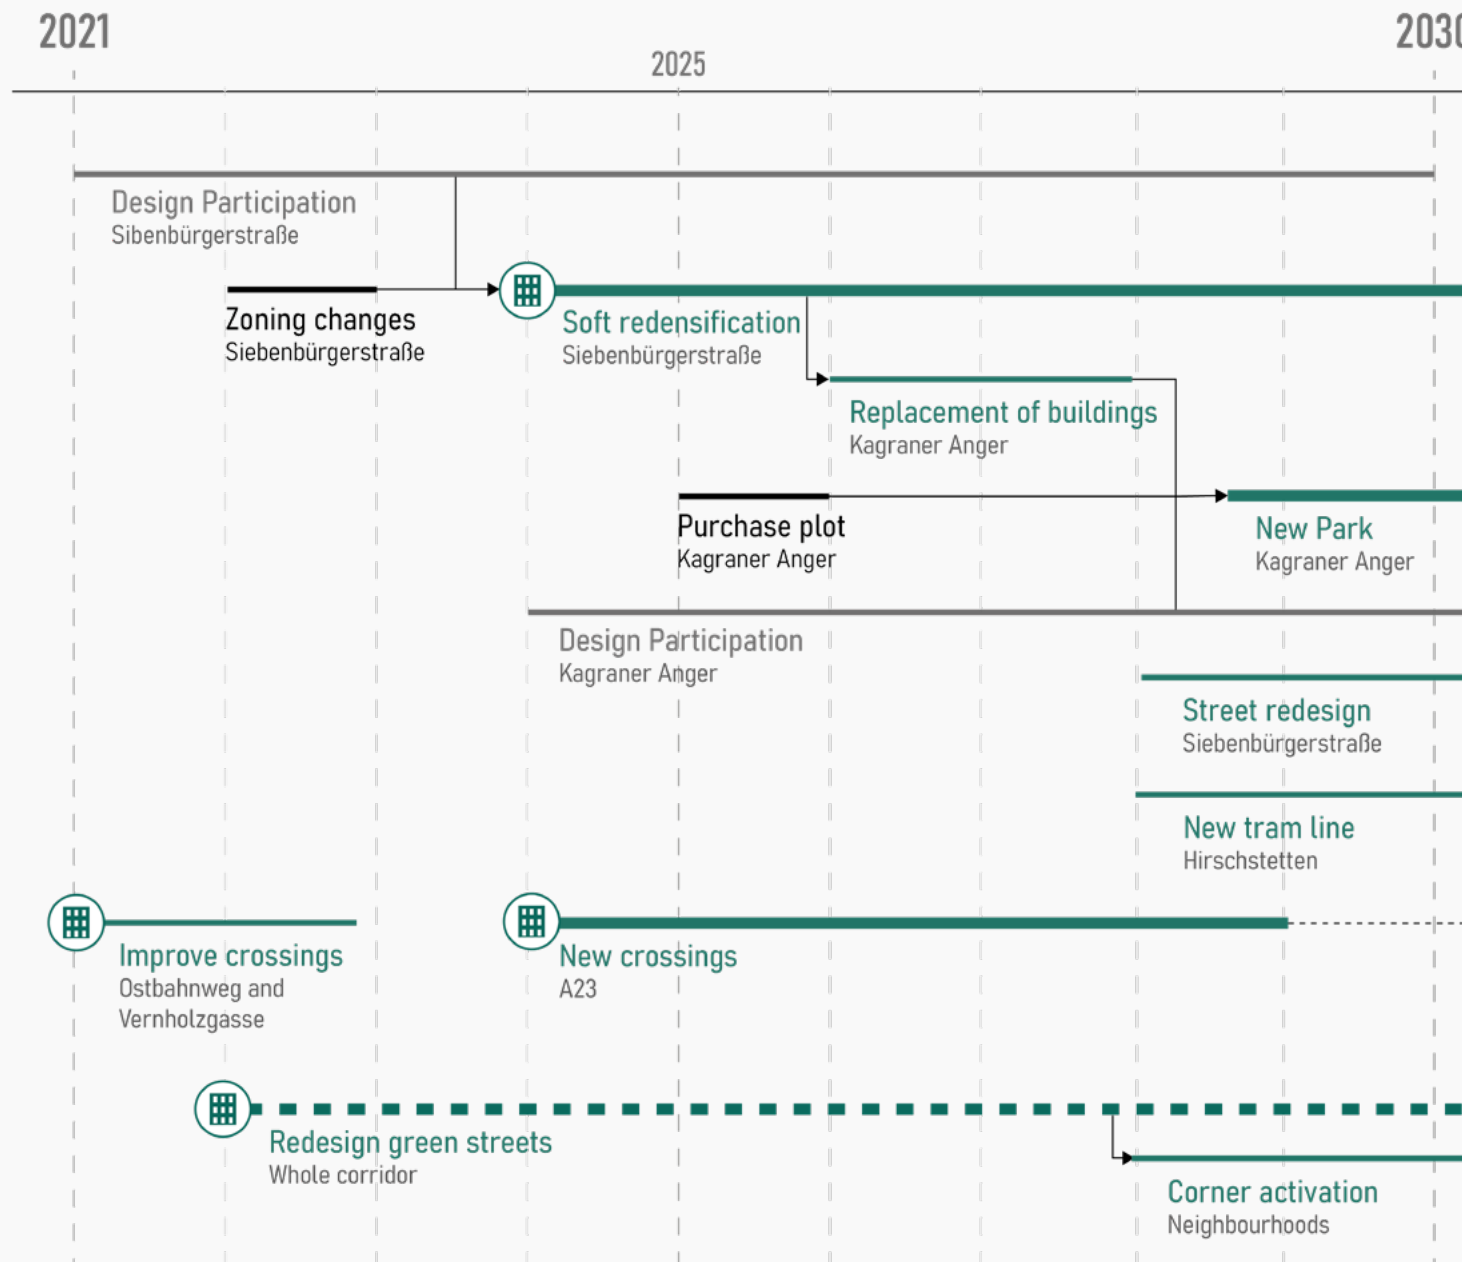 2021
2025
2030
Design Participation
Sibenbürgerstraße
Zoning changes
Siebenbürgerstraße
Soft redensification
Siebenbürgerstraße
Replacement of buildings
Kagraner Anger
Purchase plot
Kagraner Anger
New Park
Kagraner Anger
Design Participation
Kagraner Anger
Street redesign
Siebenbürgerstraße
New tram line
Hirschstetten
Improve crossings
Ostbahnweg and
Vernholzgasse
New crossings
A23
Redesign green streets
Whole corridor
Corner activation
Neighbourhoods